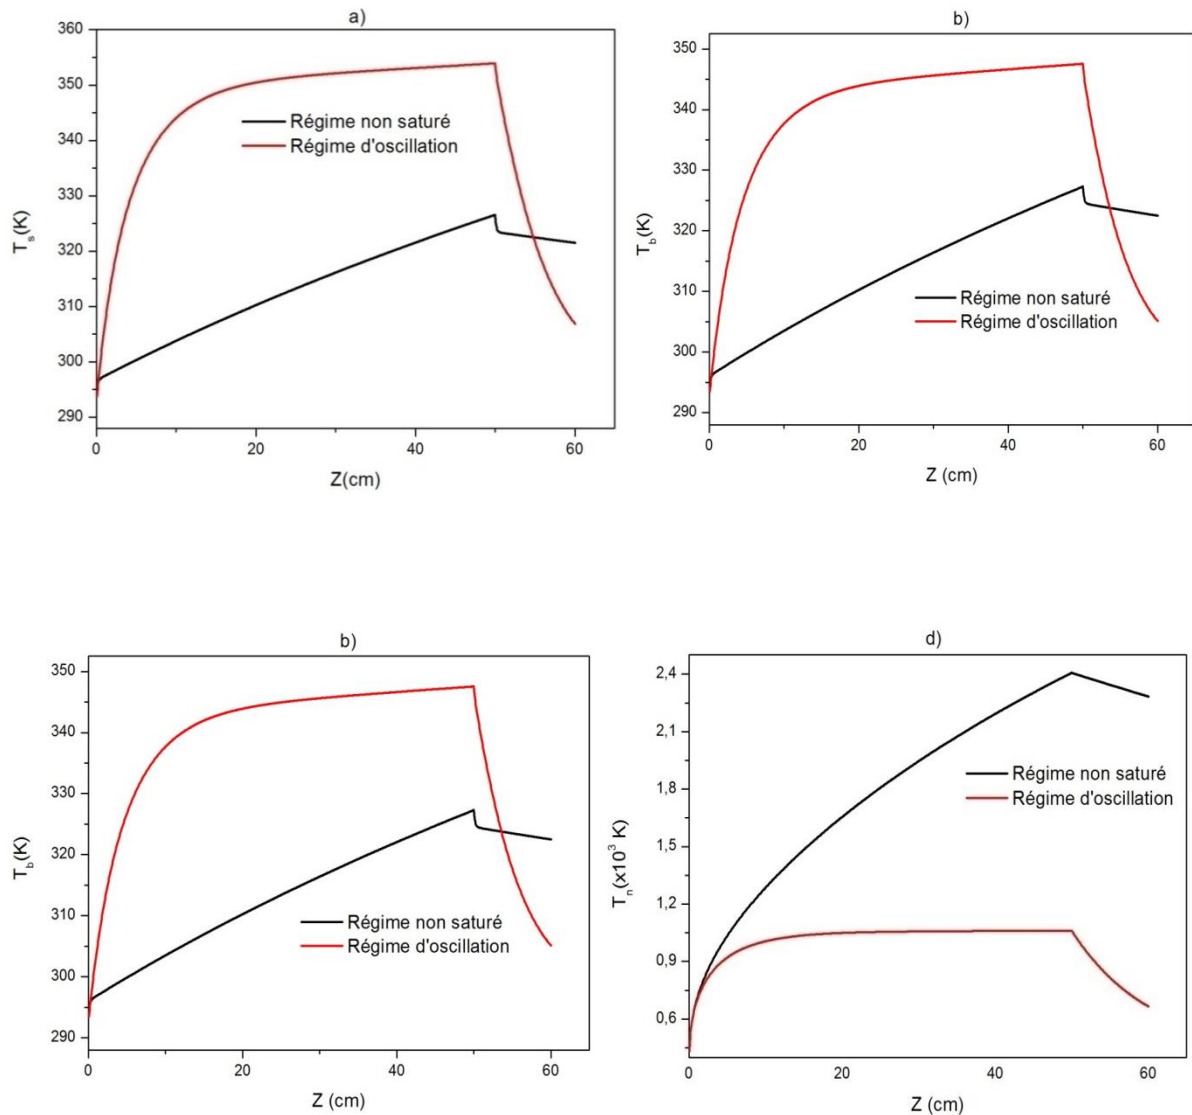 a)
360
350
340
330
320
310
300
290
T_s(K)
Régime non saturé
Régime d'oscillation
0
20
40
60
Z(cm)
b)
350
340
330
320
310
300
290
T_b(K)
Régime non saturé
Régime d'oscillation
0
20
40
60
Z (cm)
b)
350
340
330
320
310
300
290
T_b(K)
Régime non saturé
Régime d'oscillation
0
20
40
60
Z (cm)
d)
2,4
2,1
1,8
1,5
1,2
0,9
0,6
T_n(x10³ K)
Régime non saturé
Régime d'oscillation
0
20
40
60
Z (cm)